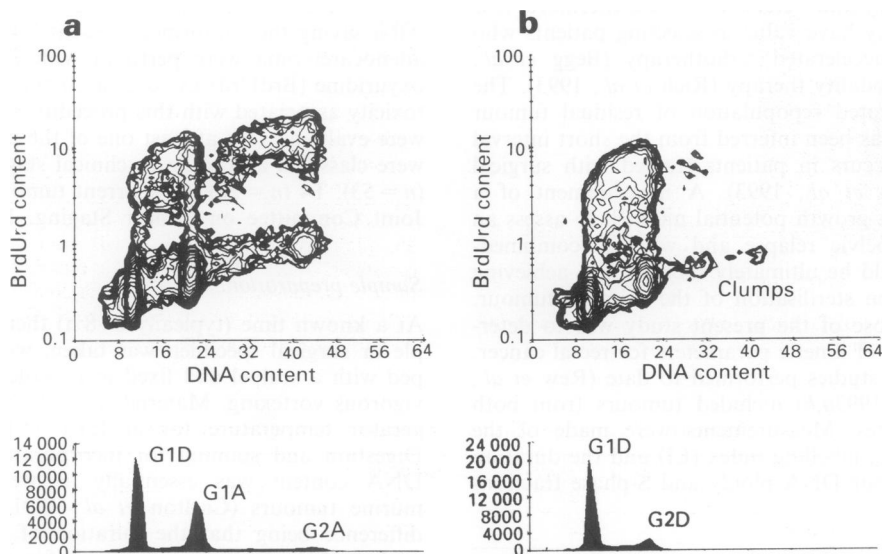 a
BrdUrd content
100
10
1
0.1
0 8 16 24 32 40 48 56 64
DNA content
14 000
12 000
10 000
8000
6000
4000
2000
0
G1D
G1A
G2A
b
BrdUrd content
100
10
1
0.1
Clumps
0 8 16 24 32 40 48 56 64
DNA content
24 000
20 000
16 000
12 000
8000
4000
0
G1D
G2D